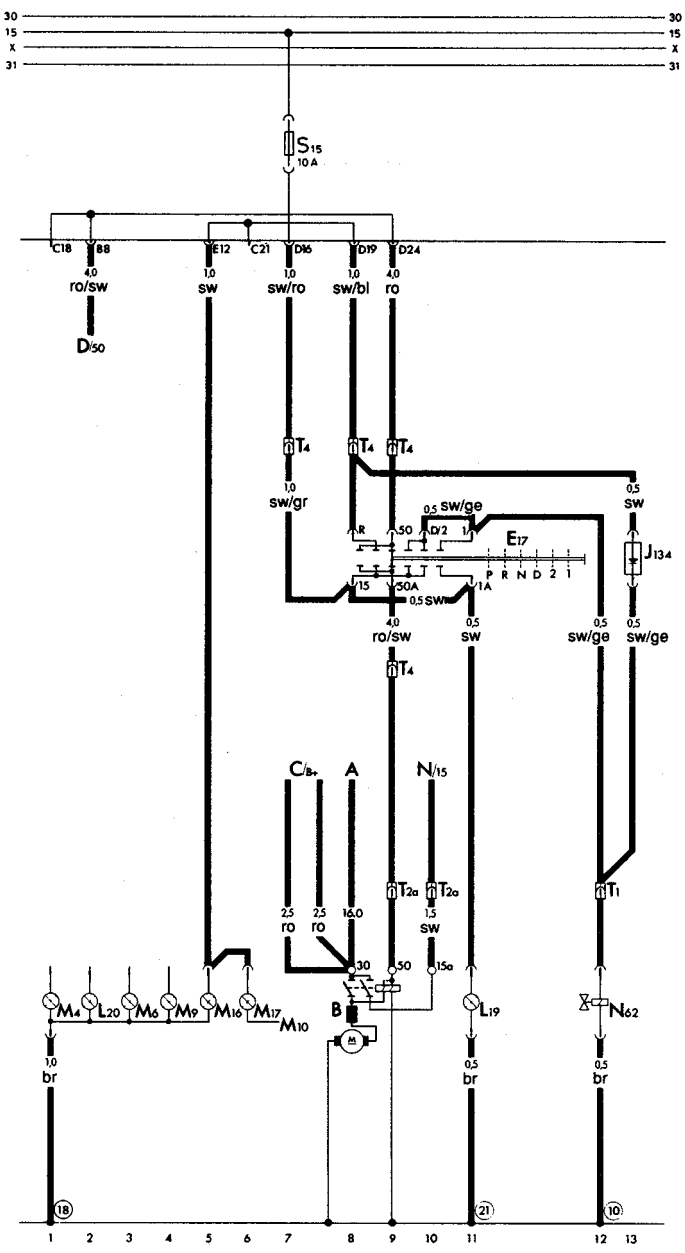 30 30
15 15
X X
31 31
S15
10 A
C18 B8 E12 C21 D16 D19 D24
4,0 1,0 1,0 1,0 4,0
ro/sw sw sw/ro sw/bl ro
D/50
T4 T4 T4
1,0
sw/gr
0,5
sw
0,5 sw/ge
R 50 D/2 1
E17
J134
P R N D 2 1
15 50A 1A
0,5 sw
4,0 0,5 0,5 0,5
ro/sw sw sw/ge sw/ge
T4
C/B+ A N/15
T2a T2a T1
2,5 2,5 16.0 1,5
ro ro sw
30 50 15a
M4 L20 M6 M9 M16 M17 B L19 N62
M10
M
1,0 0,5 0,5
br br br
18 21 10
1 2 3 4 5 6 7 8 9 10 11 12 13